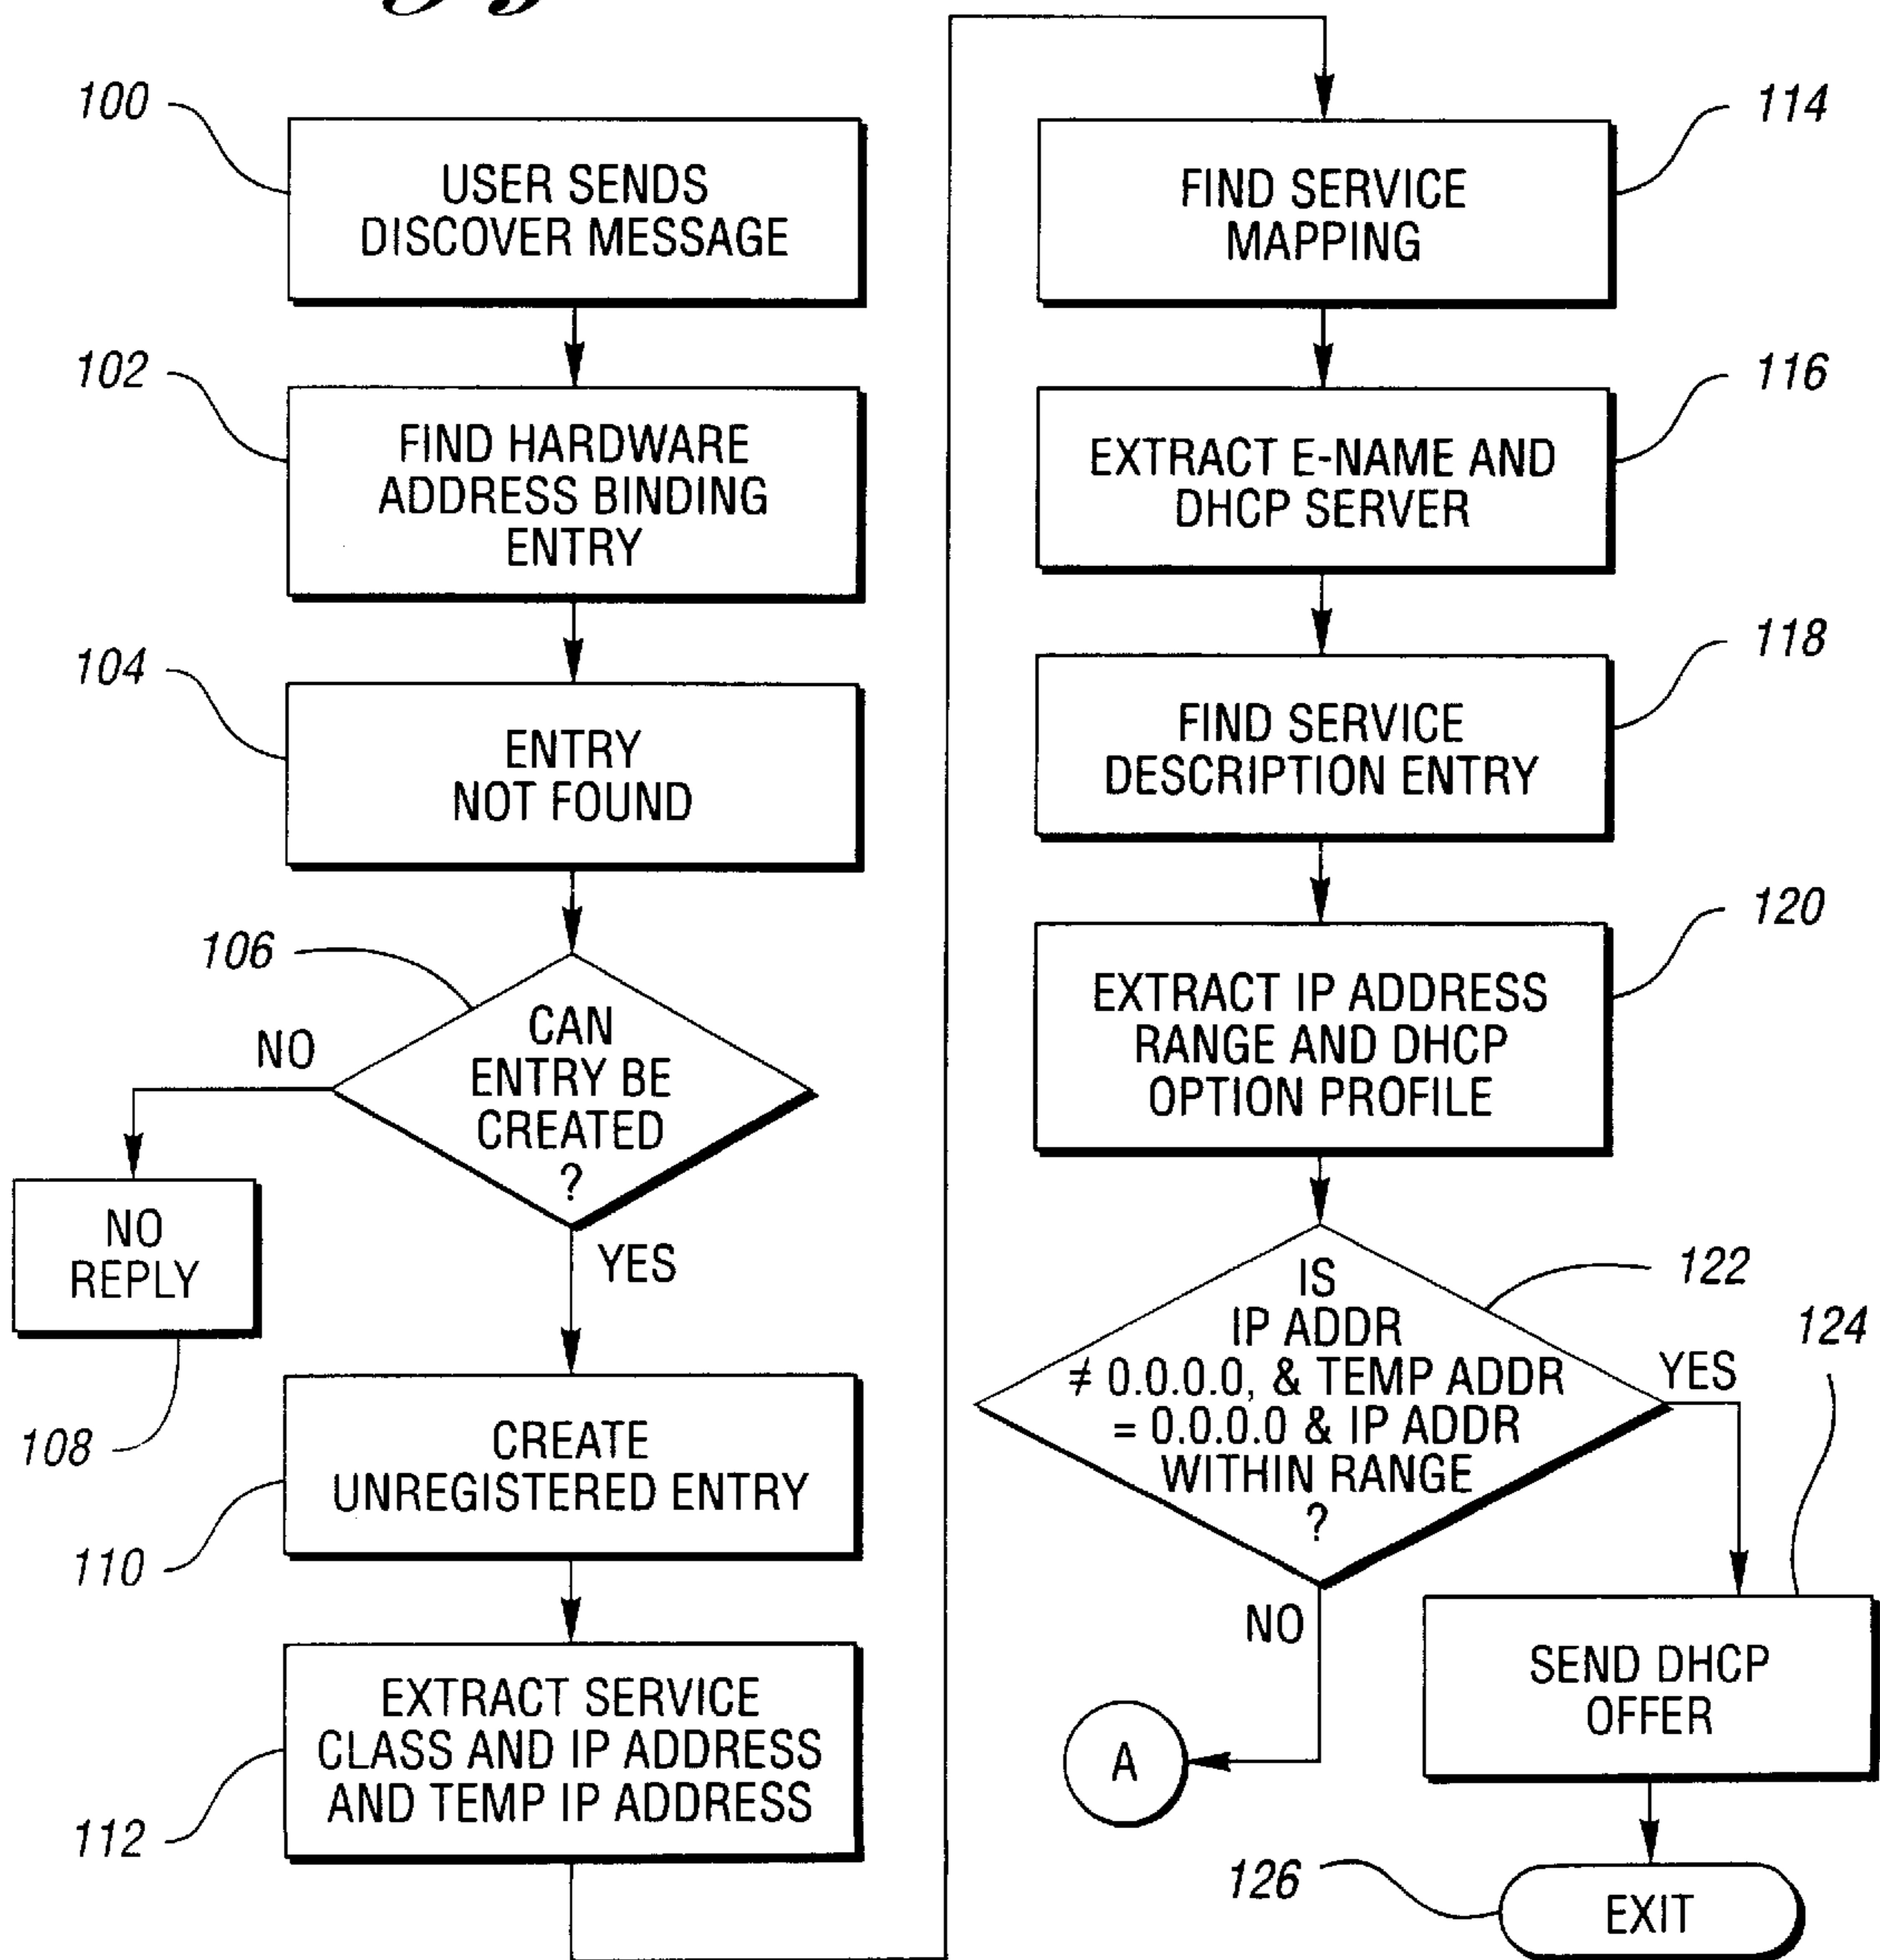 100
USER SENDS
DISCOVER MESSAGE
102
FIND HARDWARE
ADDRESS BINDING
ENTRY
104
ENTRY
NOT FOUND
106
CAN
ENTRY BE
CREATED
?
NO
NO
REPLY
108
YES
CREATE
UNREGISTERED ENTRY
110
EXTRACT SERVICE
CLASS AND IP ADDRESS
AND TEMP IP ADDRESS
112
114
FIND SERVICE
MAPPING
116
EXTRACT E-NAME AND
DHCP SERVER
118
FIND SERVICE
DESCRIPTION ENTRY
120
EXTRACT IP ADDRESS
RANGE AND DHCP
OPTION PROFILE
122
IS
IP ADDR
≠ 0.0.0.0, & TEMP ADDR
= 0.0.0.0 & IP ADDR
WITHIN RANGE
?
YES
124
NO
A
SEND DHCP
OFFER
126
EXIT